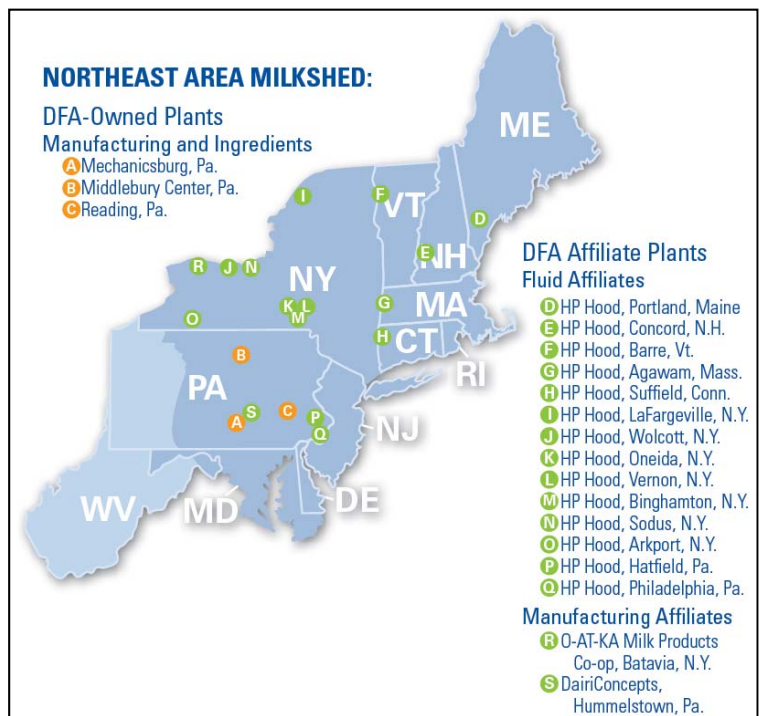 NORTHEAST AREA MILKSHED:
DFA-Owned Plants
Manufacturing and Ingredients
A Mechanicsburg, Pa.
B Middlebury Center, Pa.
C Reading, Pa.
ME
I
F
VT
D
E
NH
R
J
N
NY
K
L
M
O
G
MA
H
CT
RI
B
PA
A
S
C
P
Q
NJ
WV
MD
DE
DFA Affiliate Plants
Fluid Affiliates
D HP Hood, Portland, Maine
E HP Hood, Concord, N.H.
F HP Hood, Barre, Vt.
G HP Hood, Agawam, Mass.
H HP Hood, Suffield, Conn.
I HP Hood, LaFargeville, N.Y.
J HP Hood, Wolcott, N.Y.
K HP Hood, Oneida, N.Y.
L HP Hood, Vernon, N.Y.
M HP Hood, Binghamton, N.Y.
N HP Hood, Sodus, N.Y.
O HP Hood, Arkport, N.Y.
P HP Hood, Hatfield, Pa.
Q HP Hood, Philadelphia, Pa.
Manufacturing Affiliates
R O-AT-KA Milk Products
Co-op, Batavia, N.Y.
S DairiConcepts,
Hummelstown, Pa.